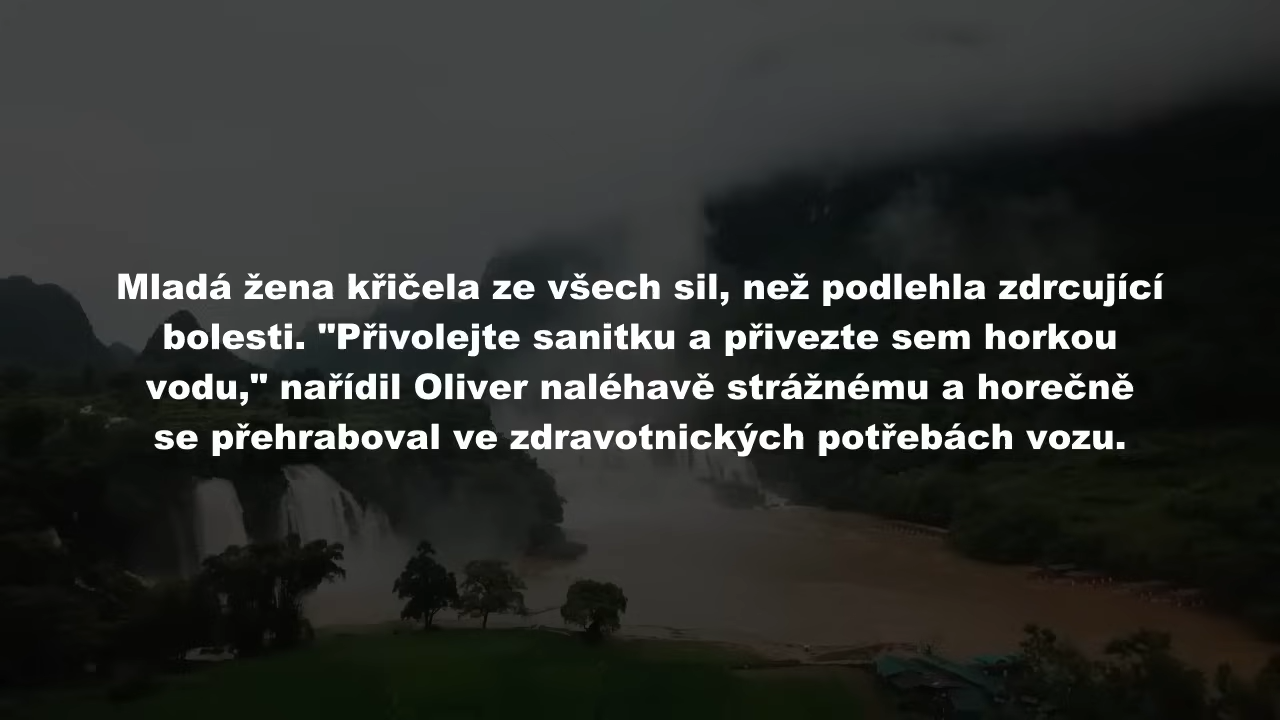 Mladá žena křičela ze všech sil, než podlehla zdrcující
bolesti. "Přivolejte sanitku a přivezte sem horkou
vodu," nařídil Oliver naléhavě strážnému a horečně
se přehraboval ve zdravotnických potřebách vozu.